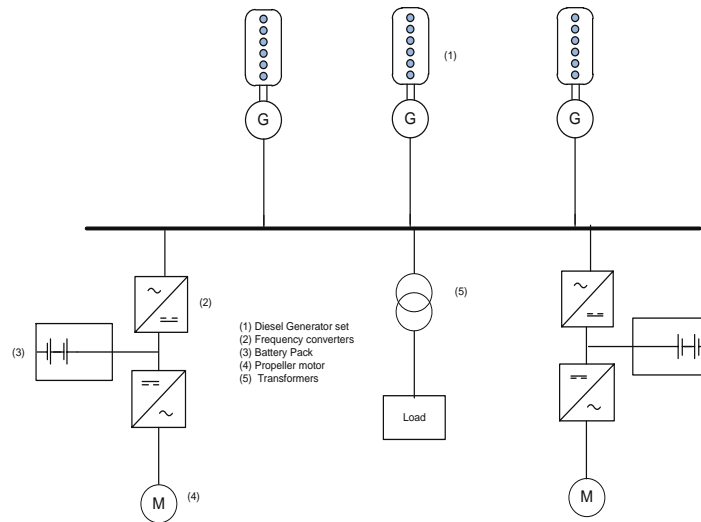 (1)
G
G
G
(2)
(5)
(1) Diesel Generator set
(2) Frequency converters
(3) Battery Pack
(4) Propeller motor
(5) Transformers
(3)
Load
M
(4)
M